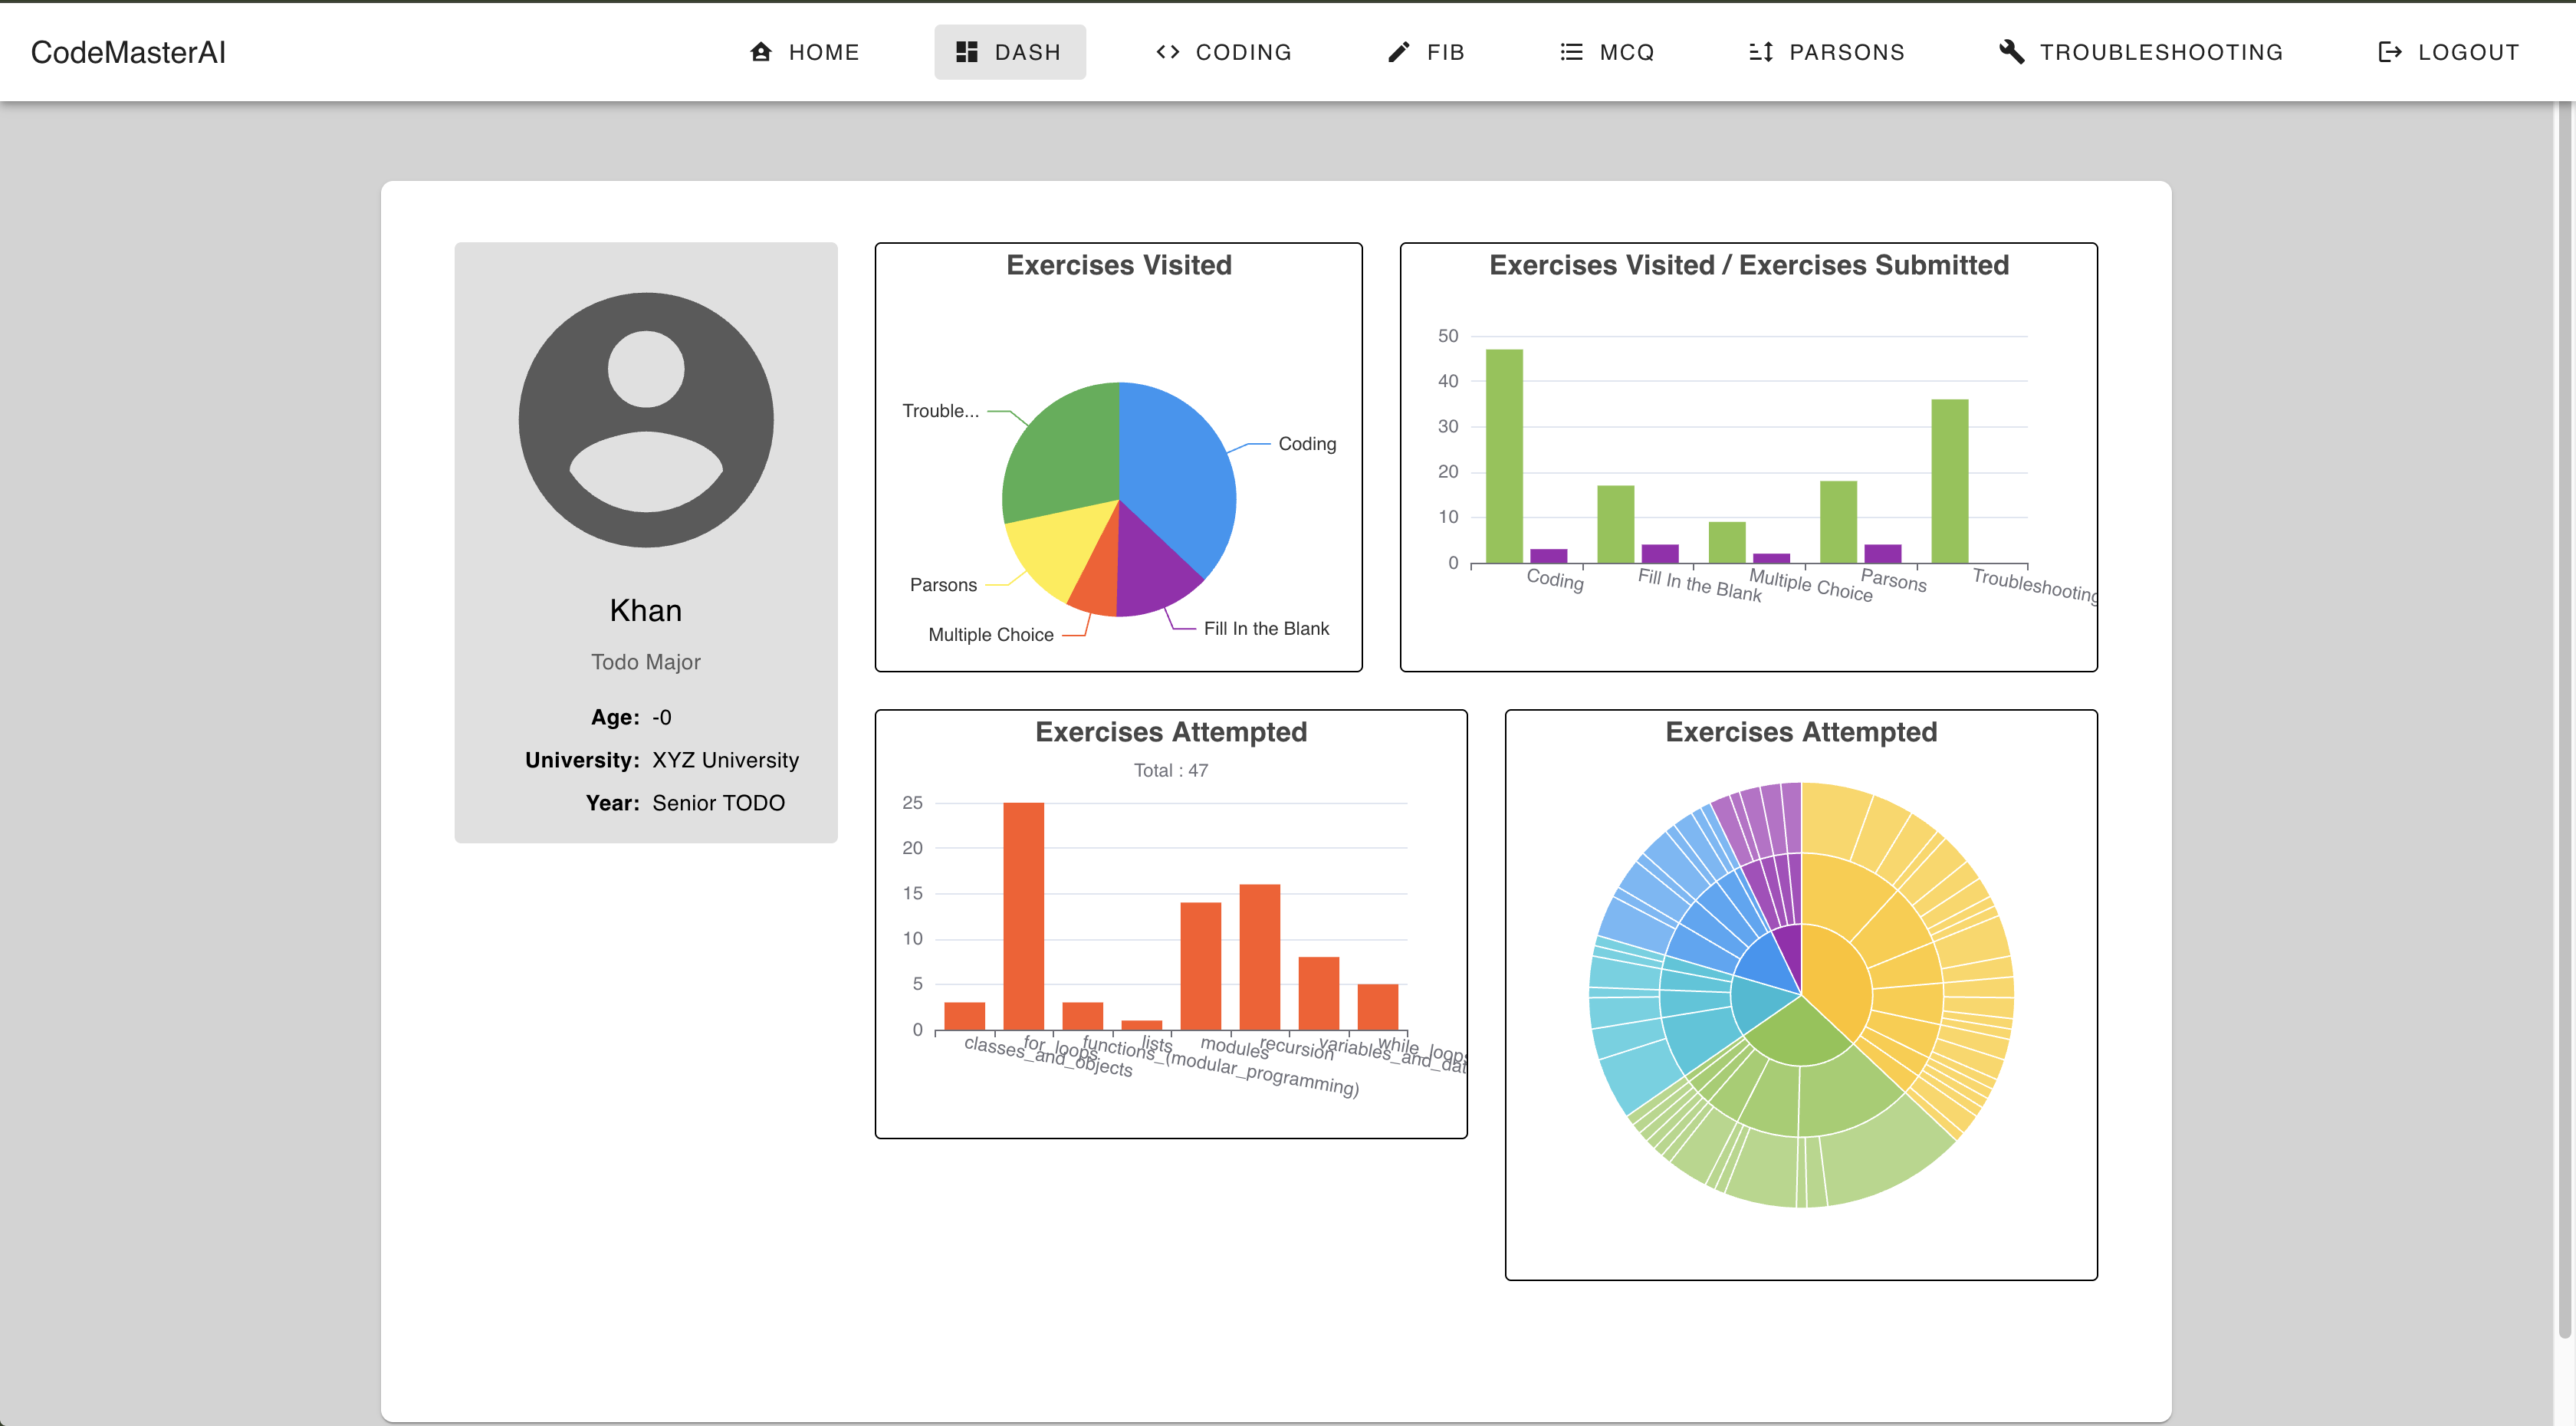 CodeMasterAI
HOME
DASH
CODING
FIB
MCQ
PARSONS
TROUBLESHOOTING
LOGOUT
Khan
Todo Major
Age: -0
University: XYZ University
Year: Senior TODO
Exercises Visited
Trouble...
Coding
Parsons
Multiple Choice
Fill In the Blank
Exercises Visited / Exercises Submitted
50
40
30
20
10
0
Coding
Fill In the Blank
Multiple Choice
Parsons
Troubleshooting
Exercises Attempted
Total : 47
25
20
15
10
5
0
classes_and_objects
for_loops
functions_(modular_programming)
lists
modules
recursion
variables_and_dat
while_loops
Exercises Attempted